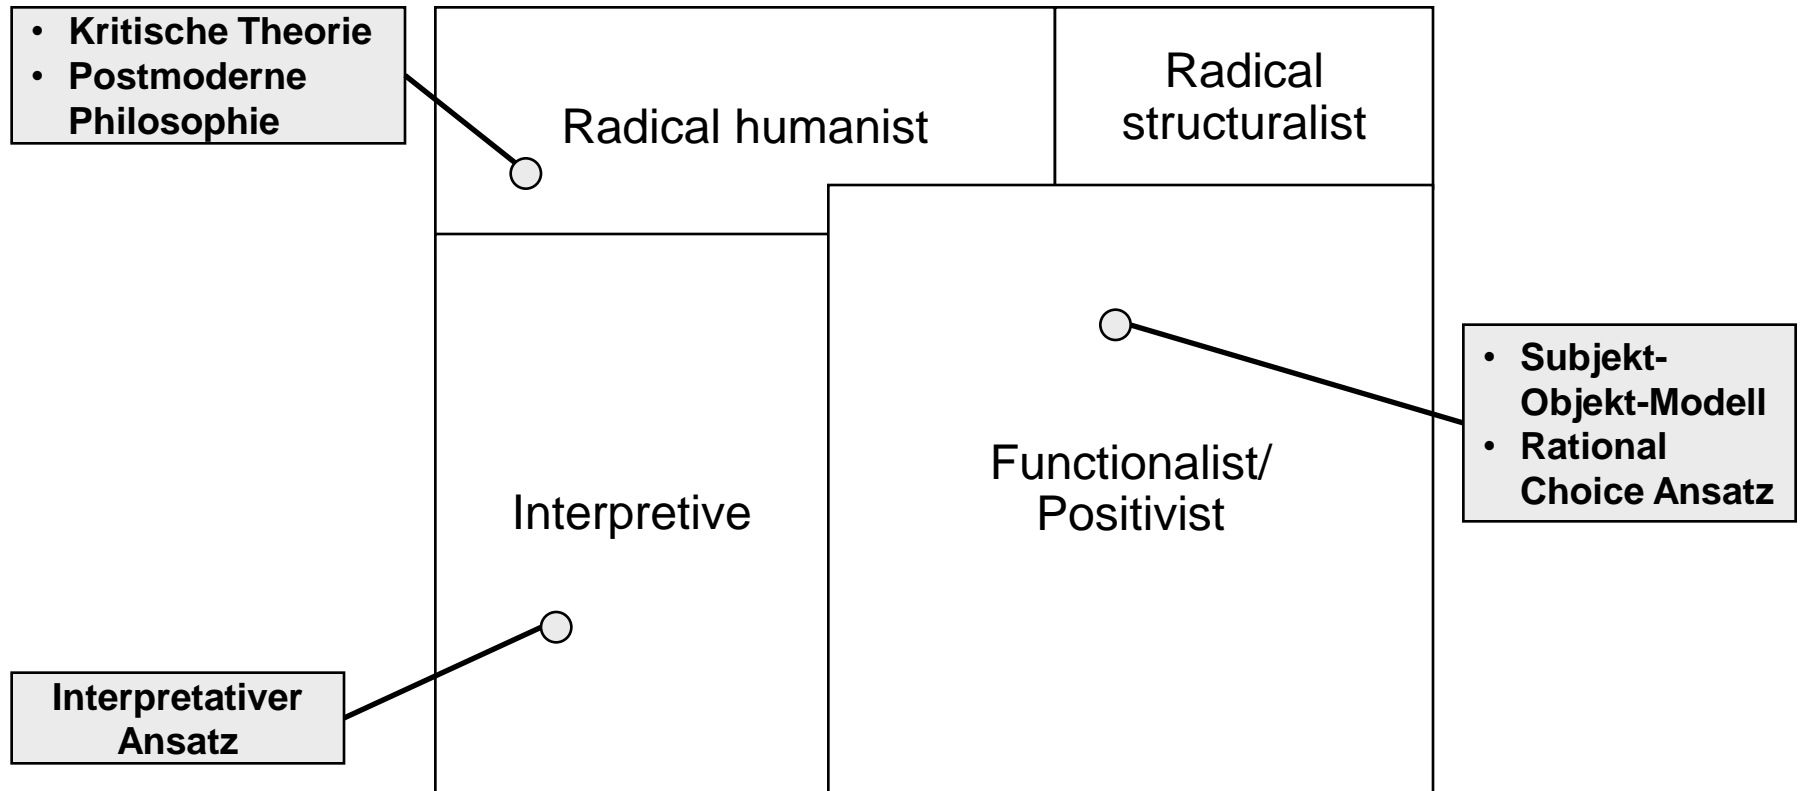 • Kritische Theorie
• Postmoderne
Philosophie
Radical humanist
Radical
structuralist
• Subjekt-
Objekt-Modell
• Rational
Choice Ansatz
Functionalist/
Positivist
Interpretive
Interpretativer
Ansatz